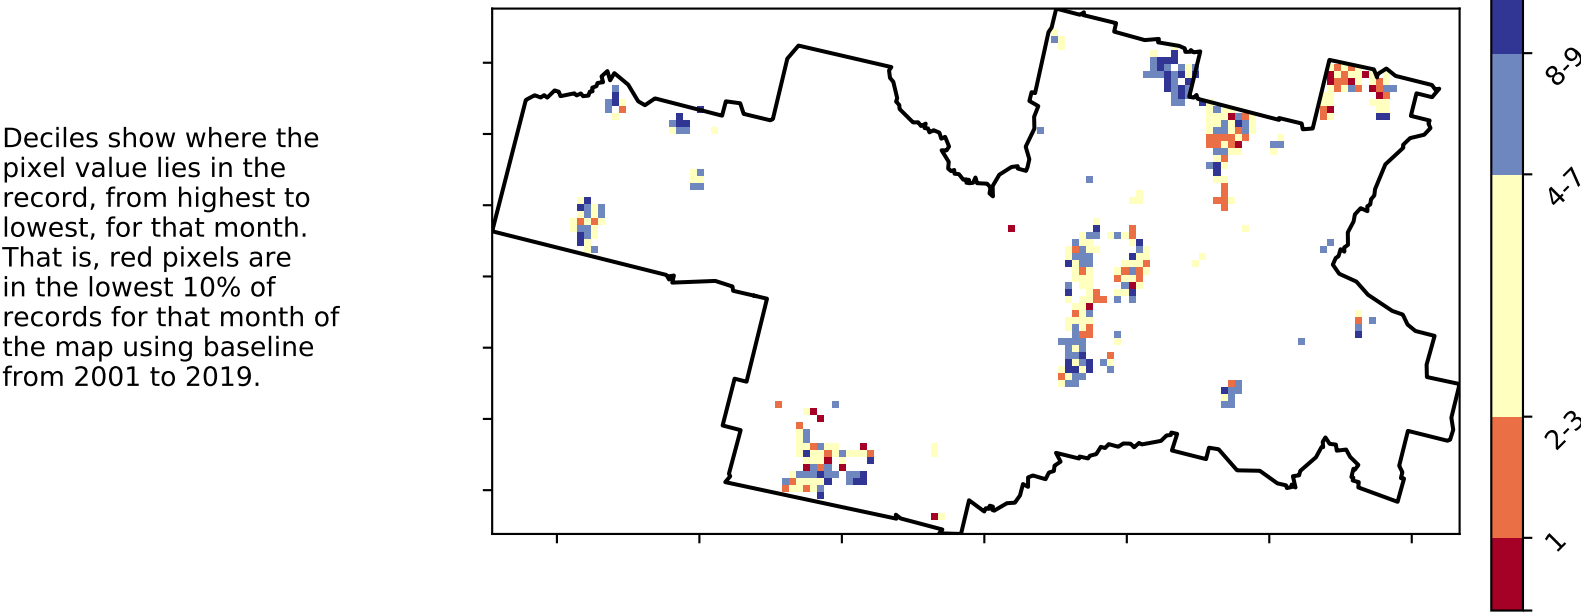 Deciles show where the
pixel value lies in the
record, from highest to
lowest, for that month.
That is, red pixels are
in the lowest 10% of
records for that month of
the map using baseline
from 2001 to 2019.
8-9
4-7
2-3
1